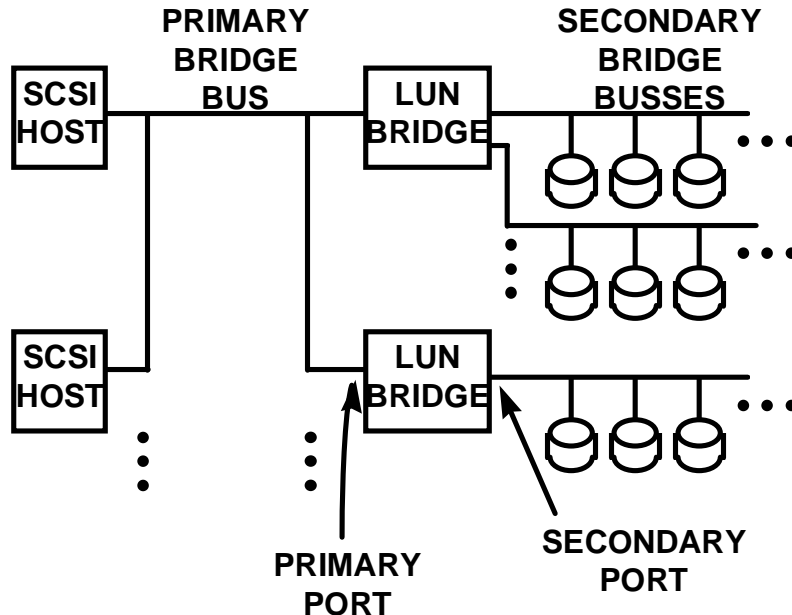 PRIMARY
BRIDGE
BUS
SECONDARY
BRIDGE
BUSSES
SCSI
HOST
LUN
BRIDGE
SCSI
HOST
LUN
BRIDGE
PRIMARY
PORT
SECONDARY
PORT